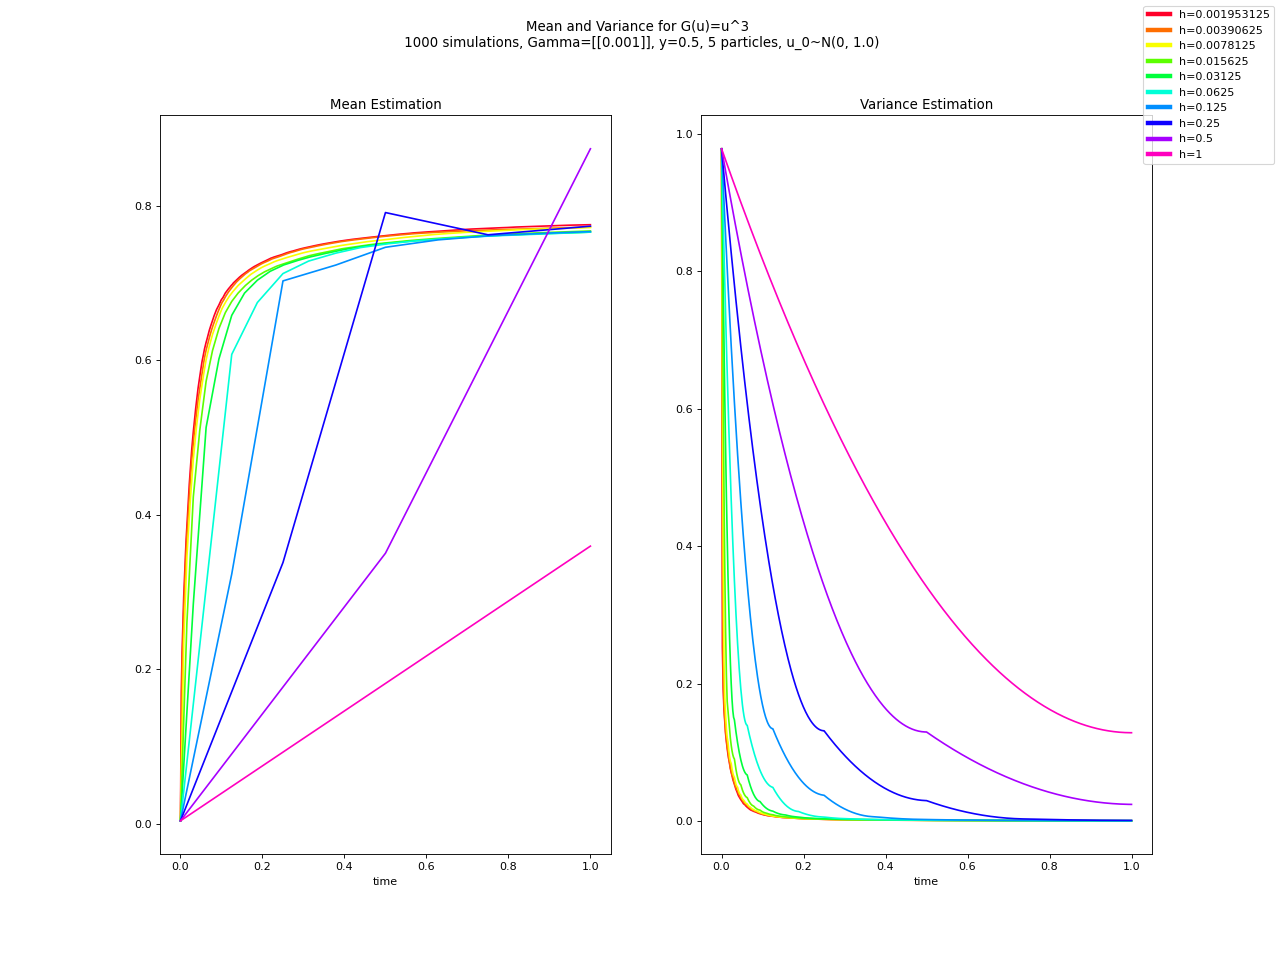 Mean and Variance for G(u)=u^3
1000 simulations, Gamma=[[0.001]], y=0.5, 5 particles, u_0~N(0, 1.0)
h=0.001953125
h=0.00390625
h=0.0078125
h=0.015625
h=0.03125
h=0.0625
h=0.125
h=0.25
h=0.5
h=1
Mean Estimation
0.8
0.6
0.4
0.2
0.0
0.0 0.2 0.4 0.6 0.8 1.0
time
Variance Estimation
1.0
0.8
0.6
0.4
0.2
0.0
0.0 0.2 0.4 0.6 0.8 1.0
time